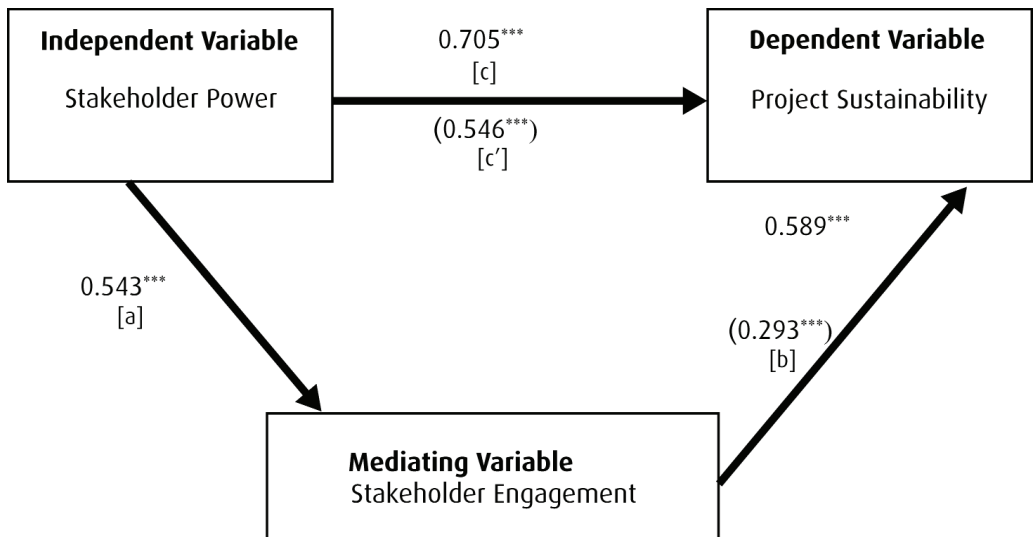 Independent Variable
Stakeholder Power
0.705***
[c]
(0.546***)
[c′]
Dependent Variable
Project Sustainability
0.543***
[a]
0.589***
(0.293***)
[b]
Mediating Variable
Stakeholder Engagement